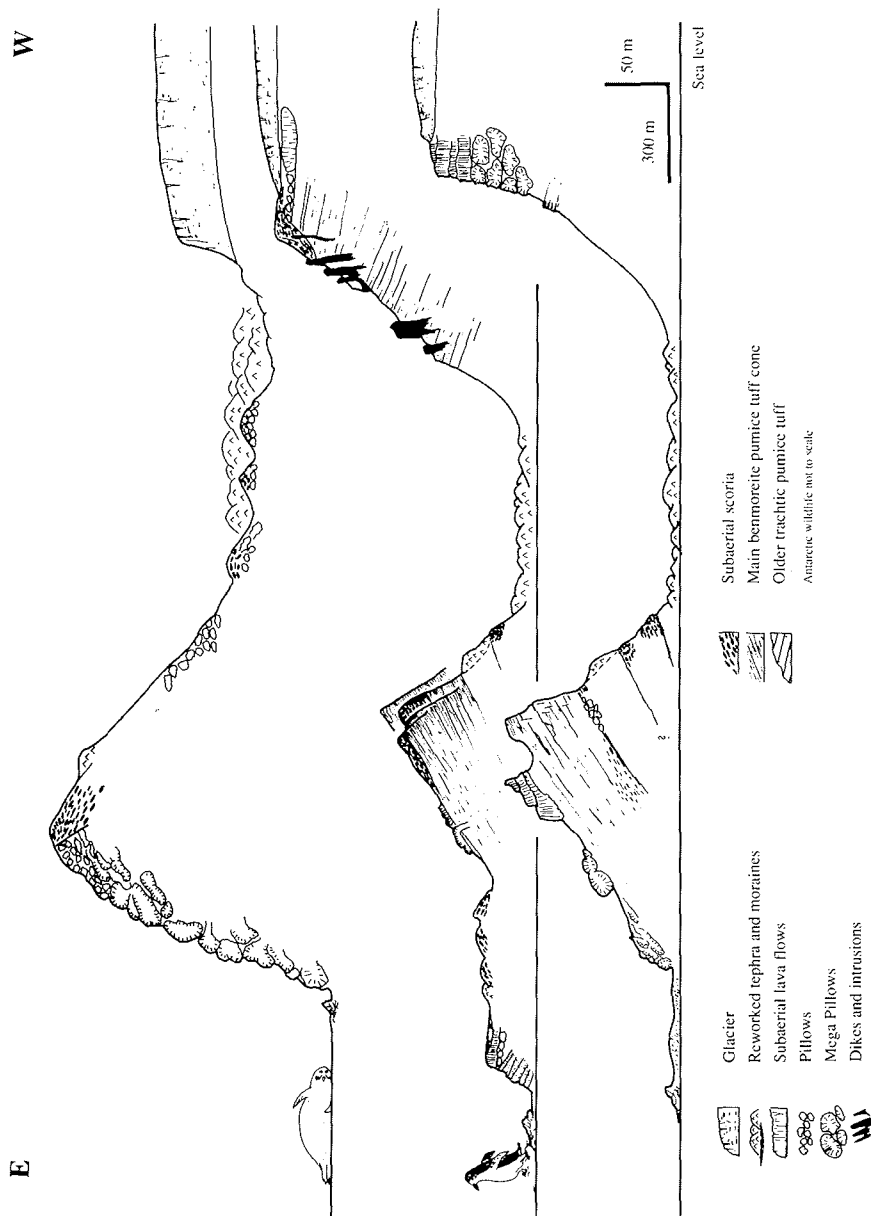 E
W
50 m
300 m
Sea level
?
Glacier
Reworked tephra and moraines
Subaerial lava flows
Pillows
Mega Pillows
Dikes and intrusions
Subaerial scoria
Main benmoreite pumice tuff cone
Older trachtic pumice tuff
Antarctic wildlife not to scale